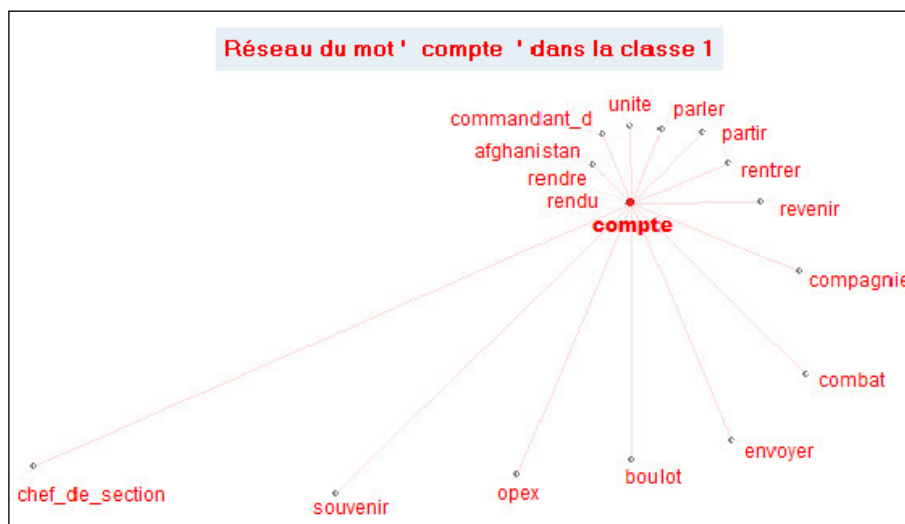 Réseau du mot ' compte ' dans la classe 1
unite
parler
commandant_d
partir
afghanistan
rentrer
rendre
rendu
revenir
compte
compagnie
combat
envoyer
boulot
chef_de_section
opex
souvenir